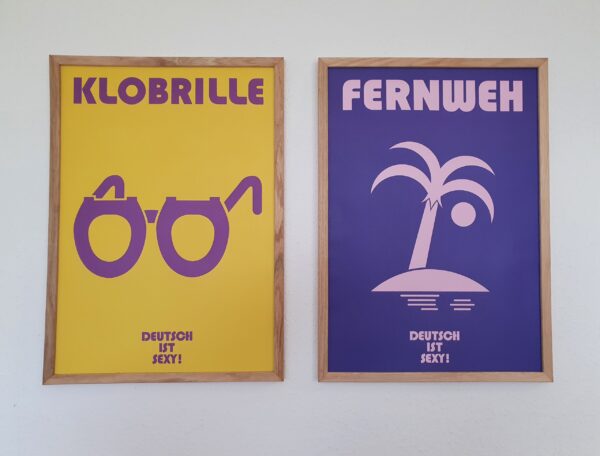 KLOBRILLE
DEUTSCH
IST
SEXY!
FERNWEH
DEUTSCH
IST
SEXY!